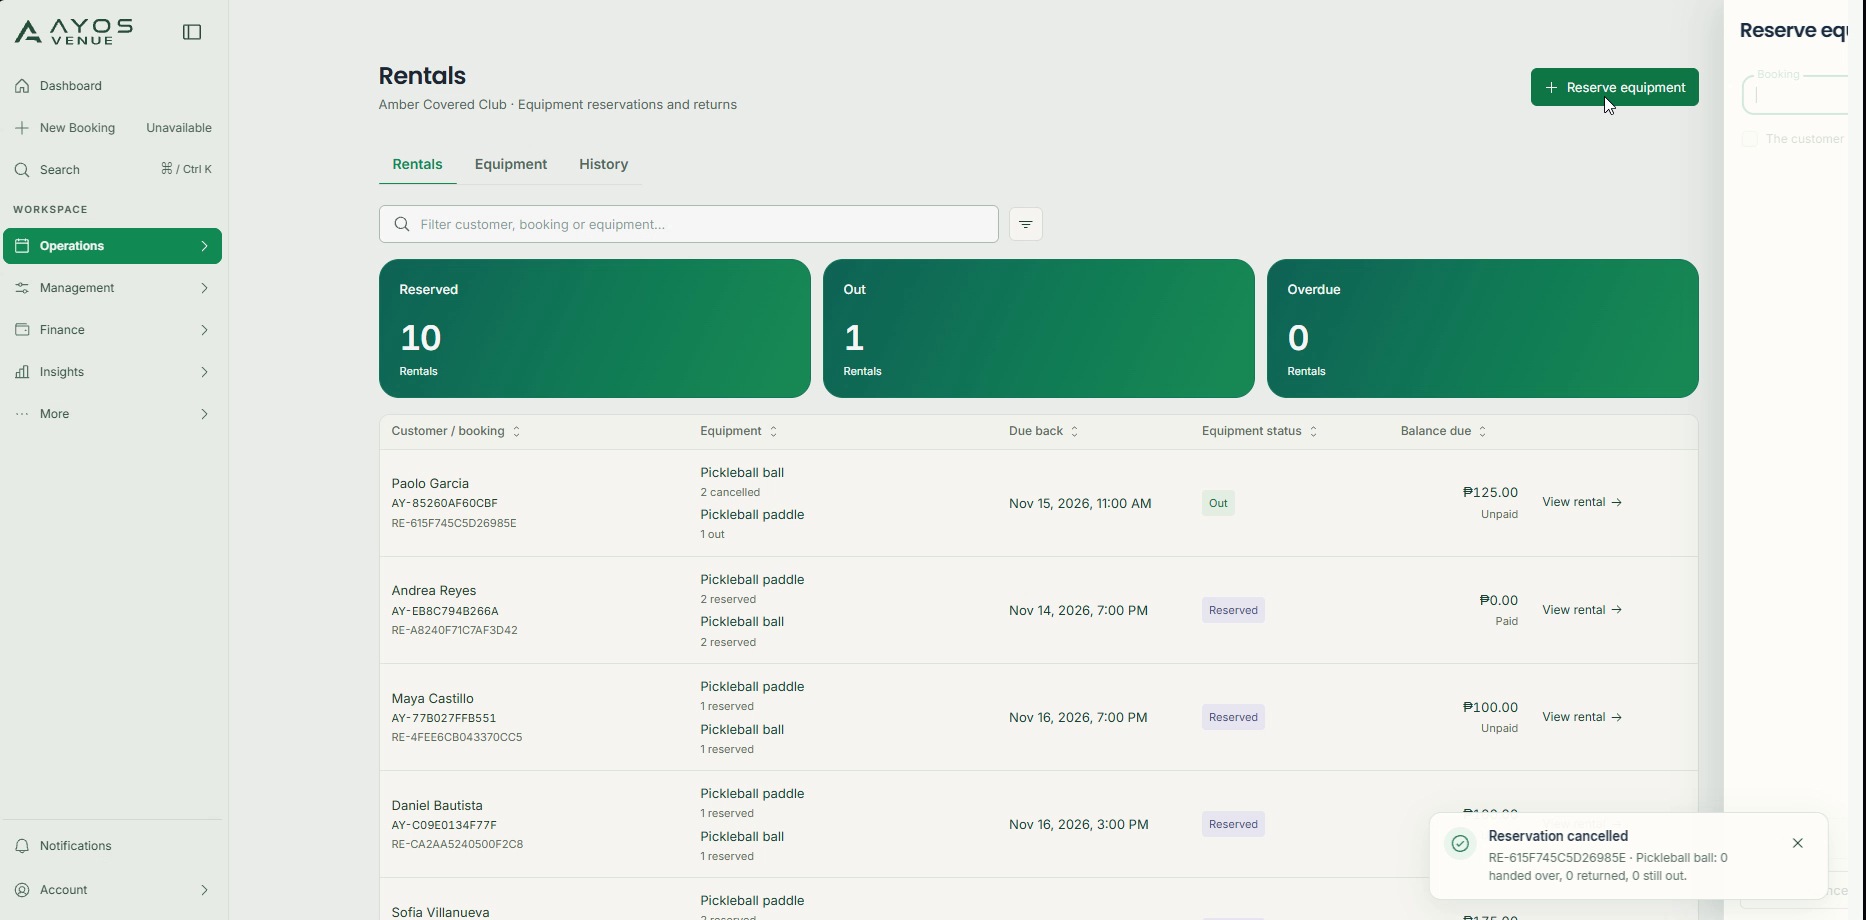 AYOS
VENUE
Dashboard
New Booking Unavailable
Search ⌘ / Ctrl K
WORKSPACE
Operations
Management
Finance
Insights
More
Notifications
Account
Rentals
Amber Covered Club · Equipment reservations and returns
+ Reserve equipment
Rentals Equipment History
Filter customer, booking or equipment...
Reserved
10
Rentals
Out
1
Rentals
Overdue
0
Rentals
Customer / booking Equipment Due back Equipment status Balance due
Paolo Garcia
AY-85260AF60CBF
RE-615F745C5D26985E
Pickleball ball
2 cancelled
Pickleball paddle
1 out
Nov 15, 2026, 11:00 AM
Out
₱125.00
Unpaid
View rental →
Andrea Reyes
AY-EB8C794B266A
RE-A8240F71C7AF3D42
Pickleball paddle
2 reserved
Pickleball ball
2 reserved
Nov 14, 2026, 7:00 PM
Reserved
₱0.00
Paid
View rental →
Maya Castillo
AY-77B027FFB551
RE-4FEE6CB043370CC5
Pickleball paddle
1 reserved
Pickleball ball
1 reserved
Nov 16, 2026, 7:00 PM
Reserved
₱100.00
Unpaid
View rental →
Daniel Bautista
AY-C09E0134F77F
RE-CA2AA5240500F2C8
Pickleball paddle
1 reserved
Pickleball ball
1 reserved
Nov 16, 2026, 3:00 PM
Reserved
Sofia Villanueva
Pickleball paddle
Reserve
Booking
The customer
Reservation cancelled
RE-615F745C5D26985E · Pickleball ball: 0
handed over, 0 returned, 0 still out.